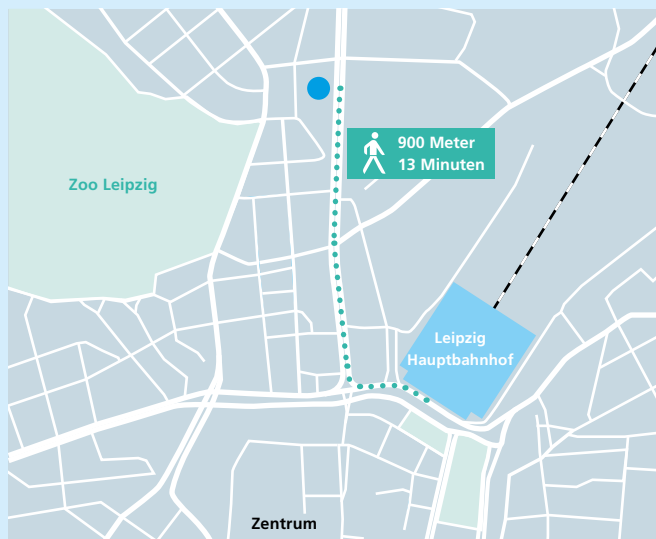 900 Meter
13 Minuten
Zoo Leipzig
Leipzig
Hauptbahnhof
Zentrum